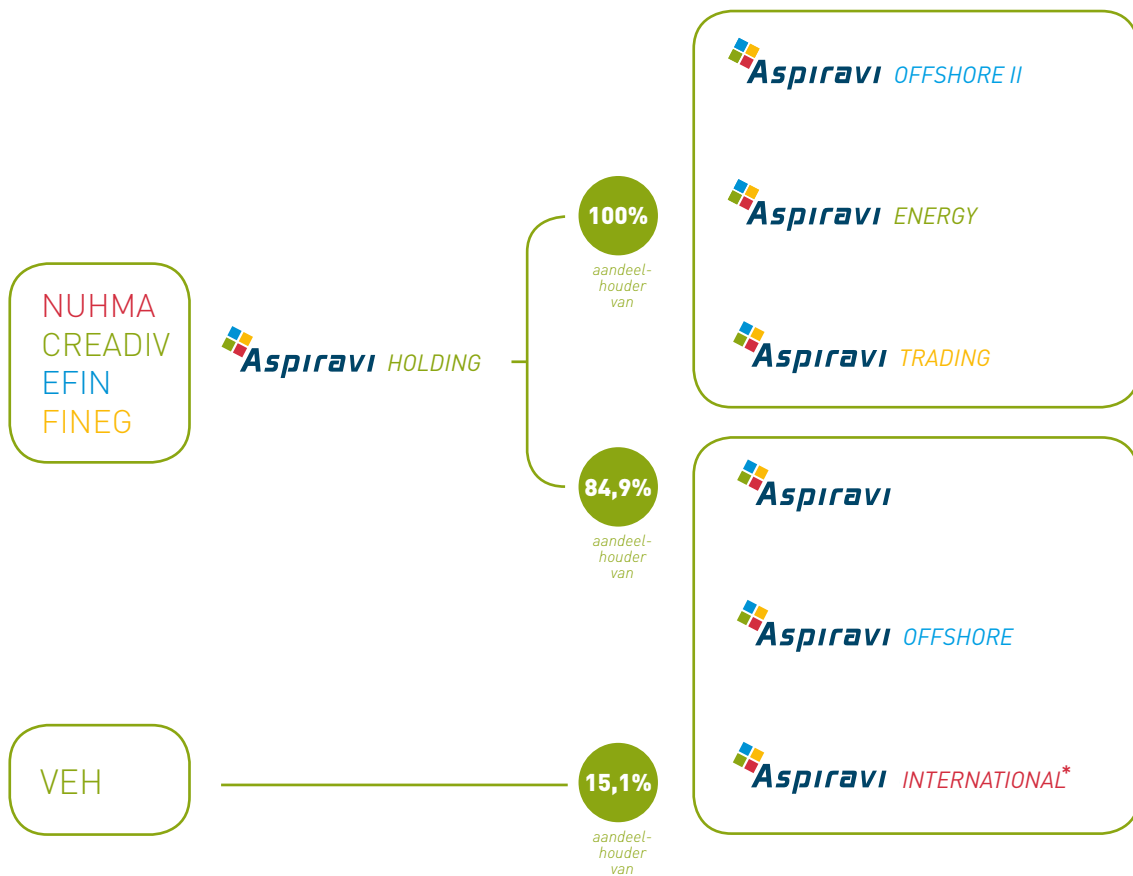 NUHMA
CREADIV
EFIN
FINEG
Aspiravi HOLDING
100%
aandeel-
houder
van
84,9%
aandeel-
houder
van
Aspiravi OFFSHORE II
Aspiravi ENERGY
Aspiravi TRADING
Aspiravi
Aspiravi OFFSHORE
Aspiravi INTERNATIONAL*
VEH
15,1%
aandeel-
houder
van